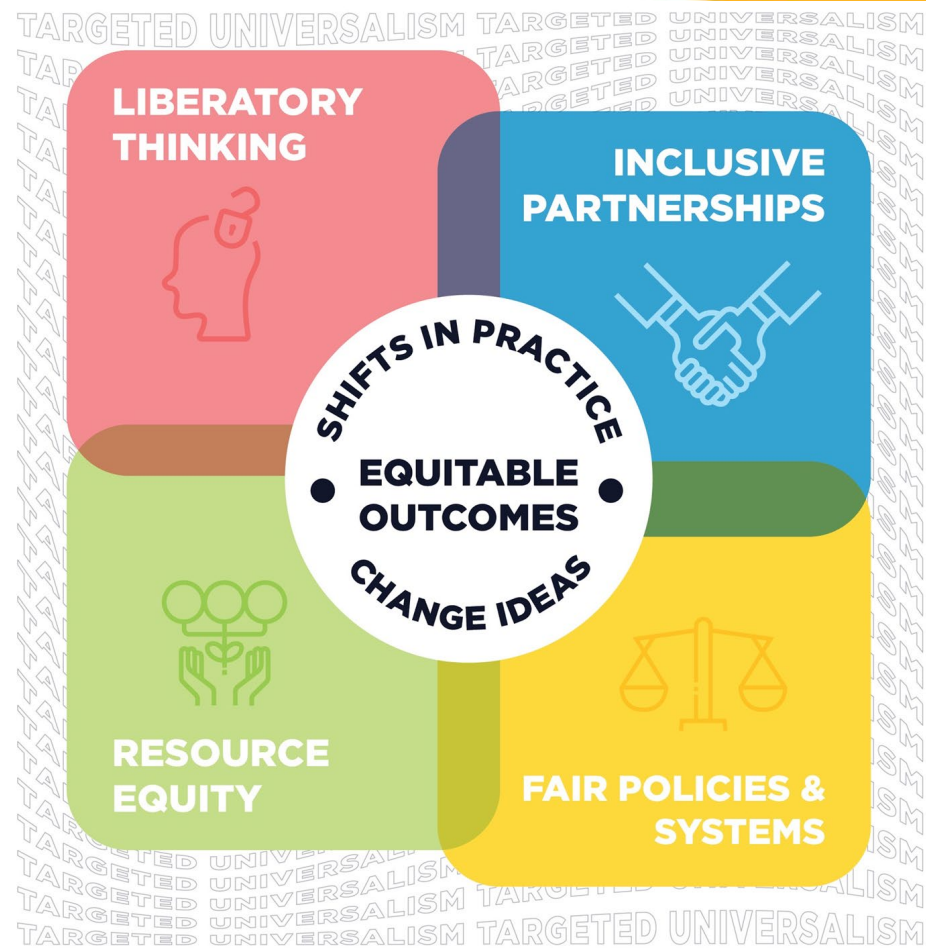 TARGETED UNIVERSALISM TARGETED UNIVERSALISM
LIBERATORY
THINKING
INCLUSIVE
PARTNERSHIPS
SHIFTS IN PRACTICE
EQUITABLE
OUTCOMES
CHANGE IDEAS
RESOURCE
EQUITY
FAIR POLICIES &
SYSTEMS
TARGETED UNIVERSALISM TARGETED UNIVERSALISM